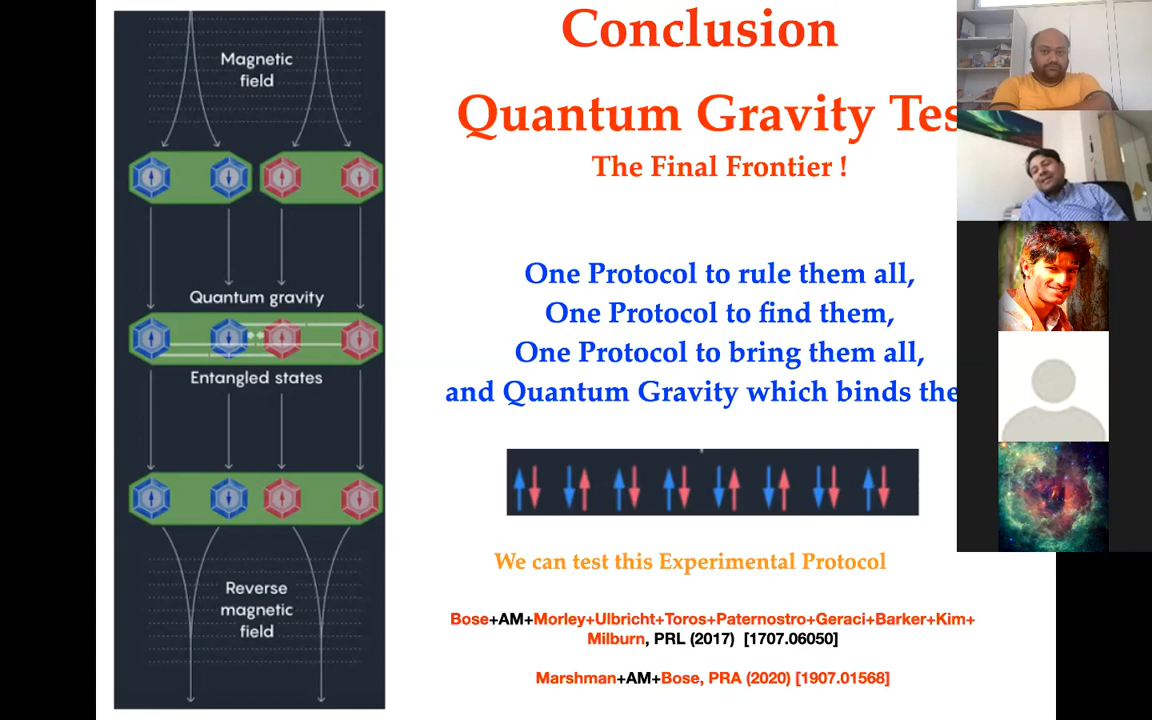 Magnetic
field
Quantum gravity
Entangled states
Reverse
magnetic
field
Conclusion
Quantum Gravity Tes
The Final Frontier !
One Protocol to rule them all,
One Protocol to find them,
One Protocol to bring them all,
and Quantum Gravity which binds the
We can test this Experimental Protocol
Bose+AM+Morley+Ulbricht+Toros+Paternostro+Geraci+Barker+Kim+
Milburn, PRL (2017) [1707.06050]
Marshman+AM+Bose, PRA (2020) [1907.01568]